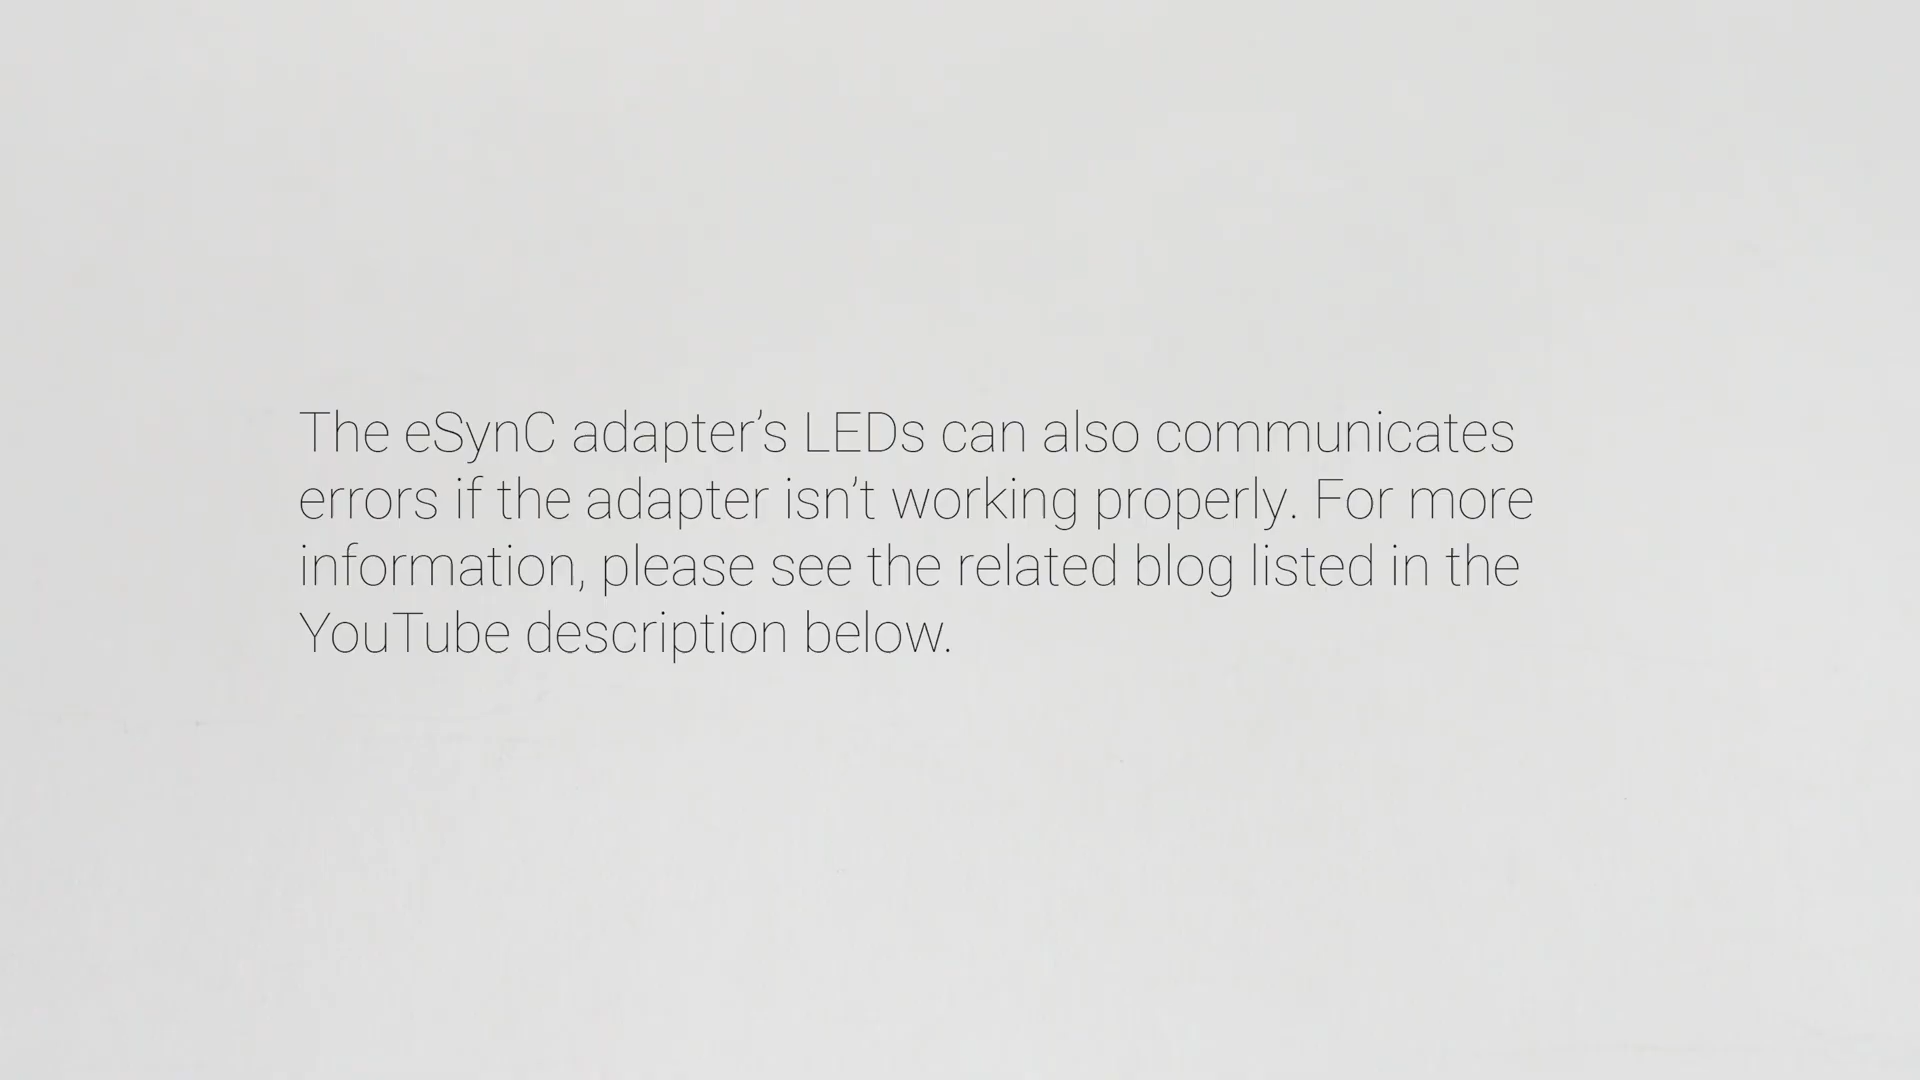 The eSynC adapter’s LEDs can also communicates
errors if the adapter isn’t working properly. For more
information, please see the related blog listed in the
YouTube description below.